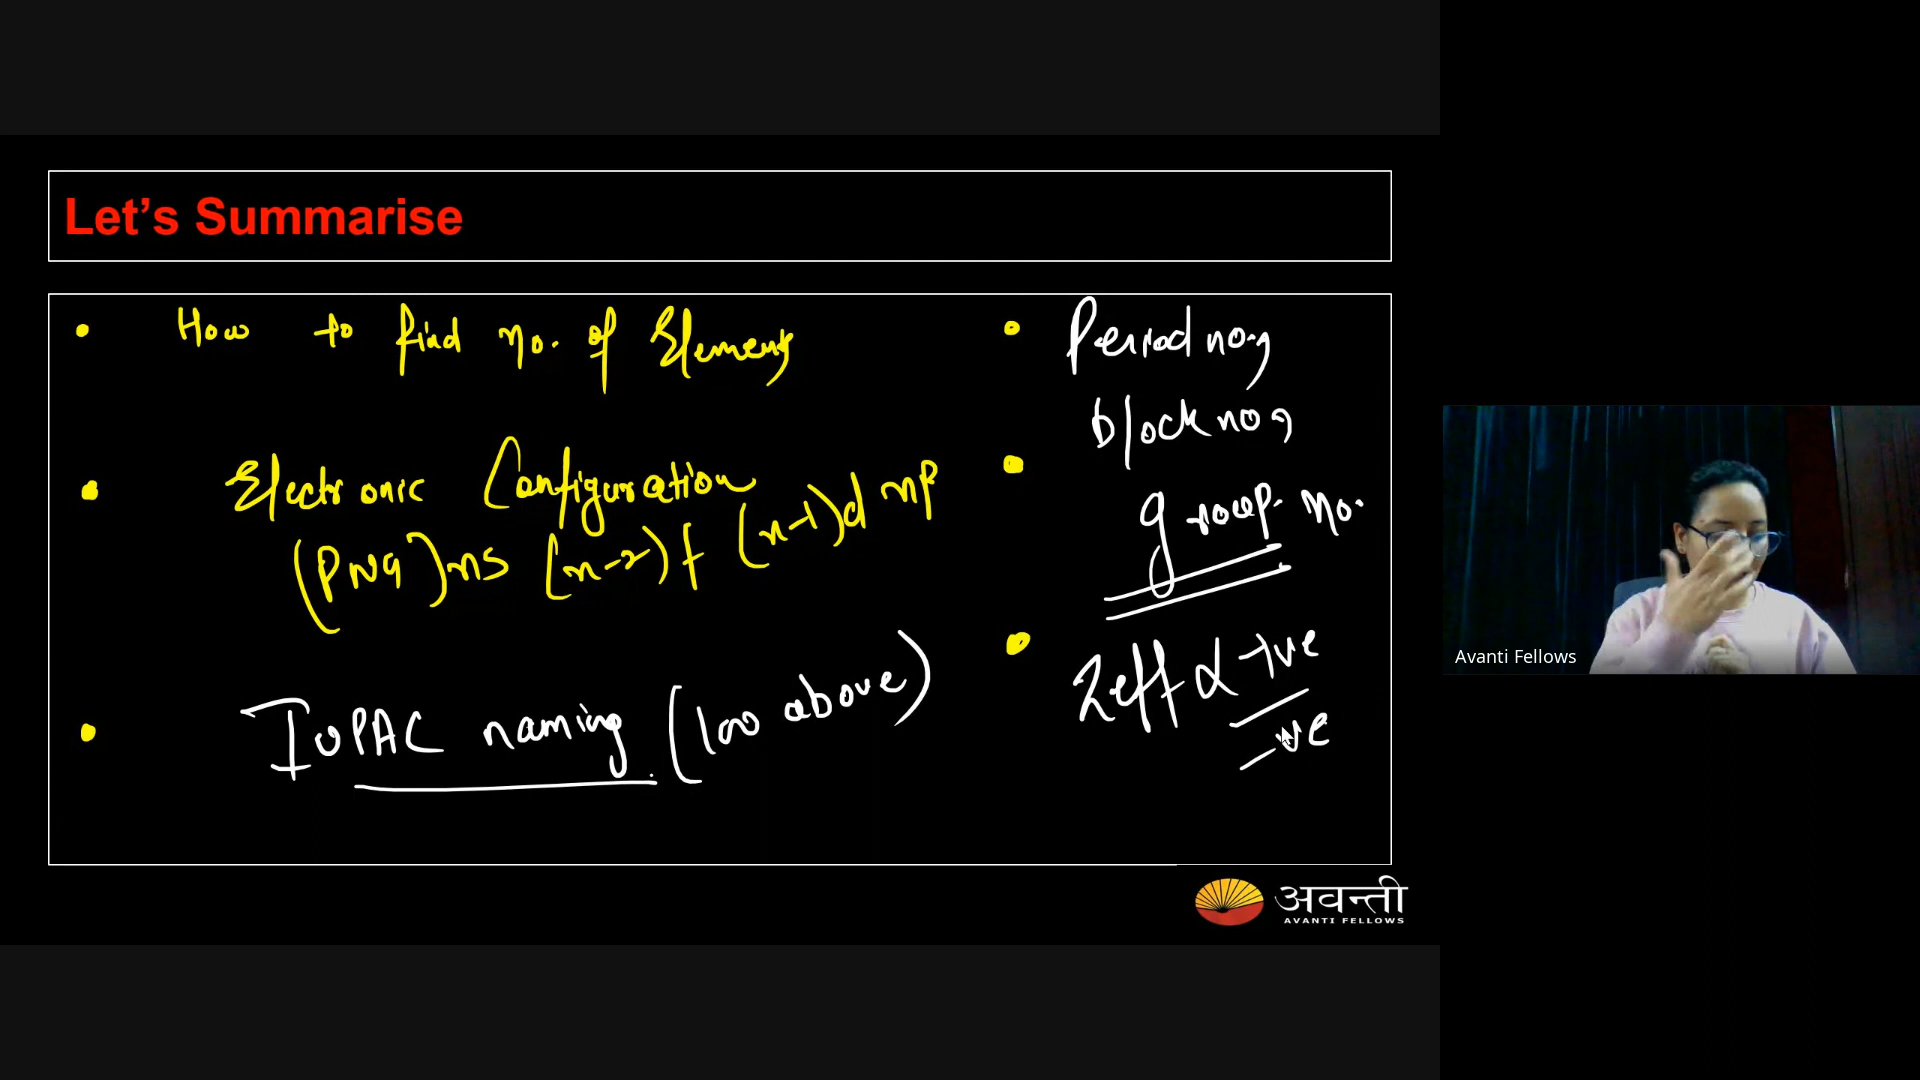 Let's Summarise
• How to find no. of Elements
• Electronic Configuration
(PNG) ns (n-2) f (n-1)d np
• IUPAC naming (100 above)
• Period no,
block no,
• group. no.
• Zeff α +ve
-ve
Avanti Fellows
अवन्ती
AVANTI FELLOWS